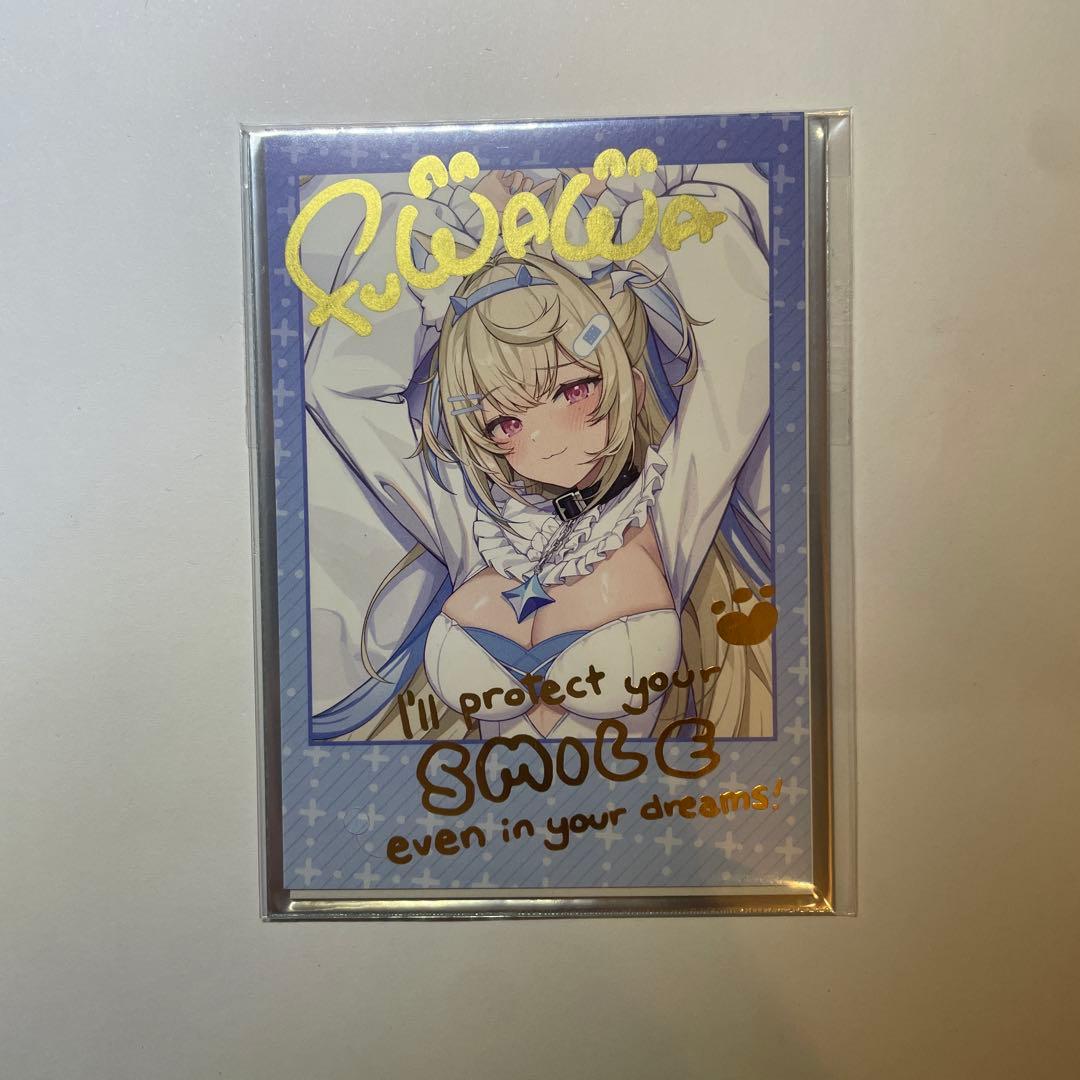 FUWAWA
I'll protect your
SMILE
even in your dreams!